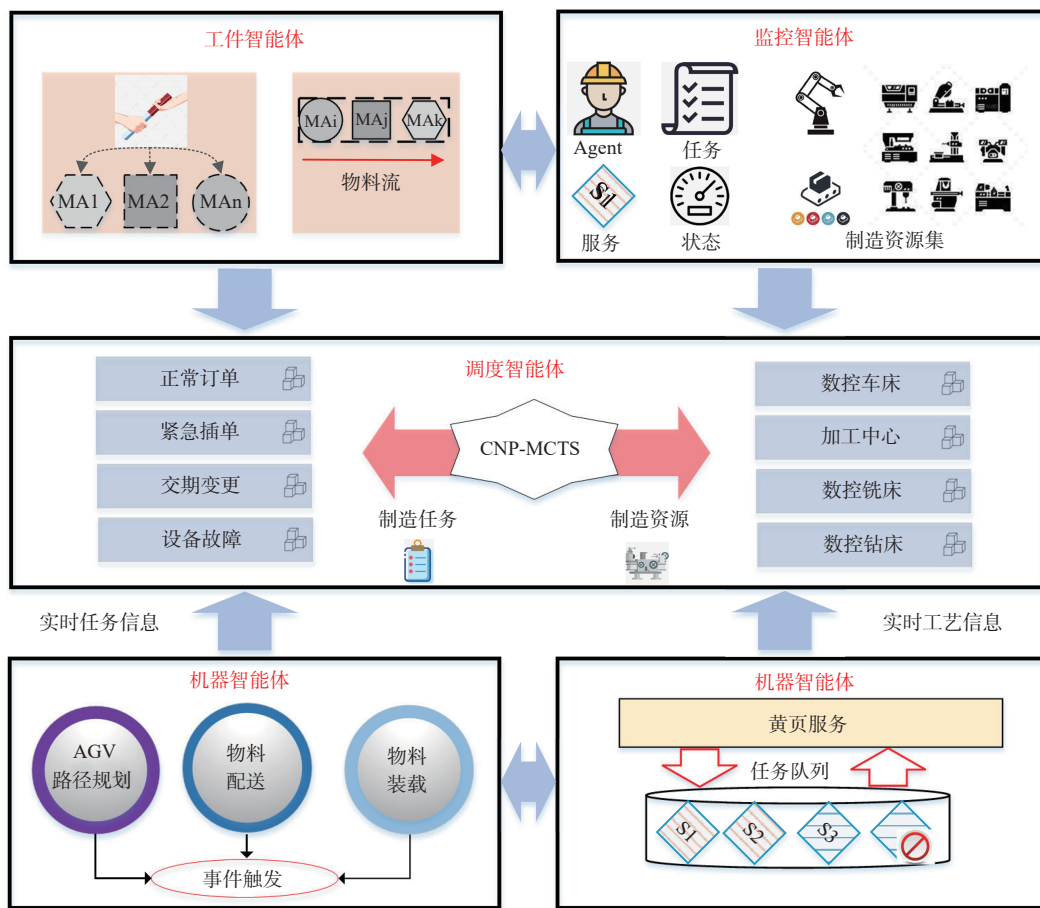 工件智能体
MA1
MA2
MAn
MAi
MAj
MAk
物料流
监控智能体
Agent
任务
S1
服务
状态
制造资源集
调度智能体
正常订单
紧急插单
交期变更
设备故障
CNP-MCTS
制造任务
制造资源
数控车床
加工中心
数控铣床
数控钻床
实时任务信息
实时工艺信息
机器智能体
AGV
路径规划
物料
配送
物料
装载
事件触发
机器智能体
黄页服务
任务队列
S1
S2
S3